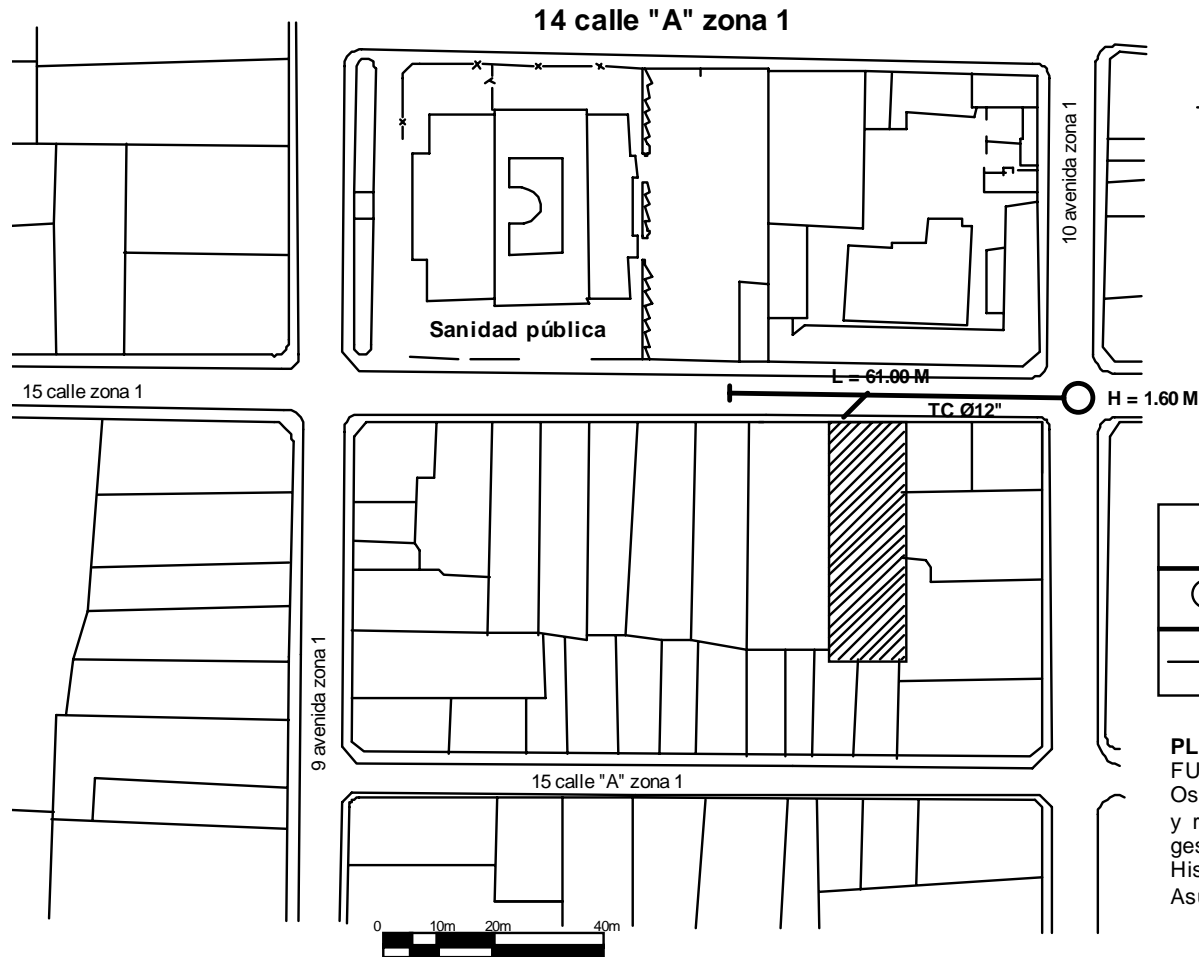 14 calle "A" zona 1
10 avenida zona 1
Sanidad pública
15 calle zona 1
L = 61.00 M
TC Ø12"
H = 1.60 M
9 avenida zona 1
15 calle "A" zona 1
0 10m 20m 40m
PL
FU
Os
y
ges
His